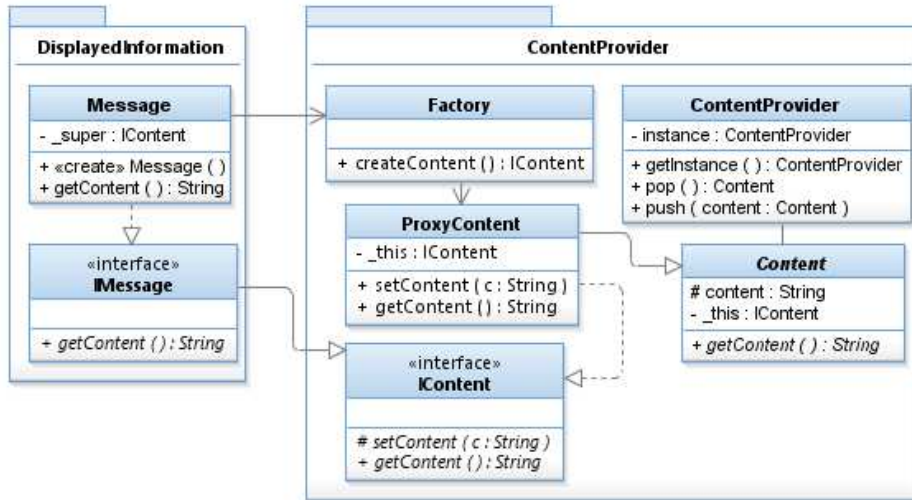 DisplayedInformation
Message
- _super : IContent
+ «create» Message ( )
+ getContent ( ) : String
«interface»
IMessage
+ getContent ( ) : String
ContentProvider
Factory
+ createContent ( ) : IContent
ContentProvider
- instance : ContentProvider
+ getInstance ( ) : ContentProvider
+ pop ( ) : Content
+ push ( content : Content )
ProxyContent
- _this : IContent
+ setContent ( c : String )
+ getContent ( ) : String
Content
# content : String
- _this : IContent
+ getContent ( ) : String
«interface»
IContent
# setContent ( c : String )
+ getContent ( ) : String